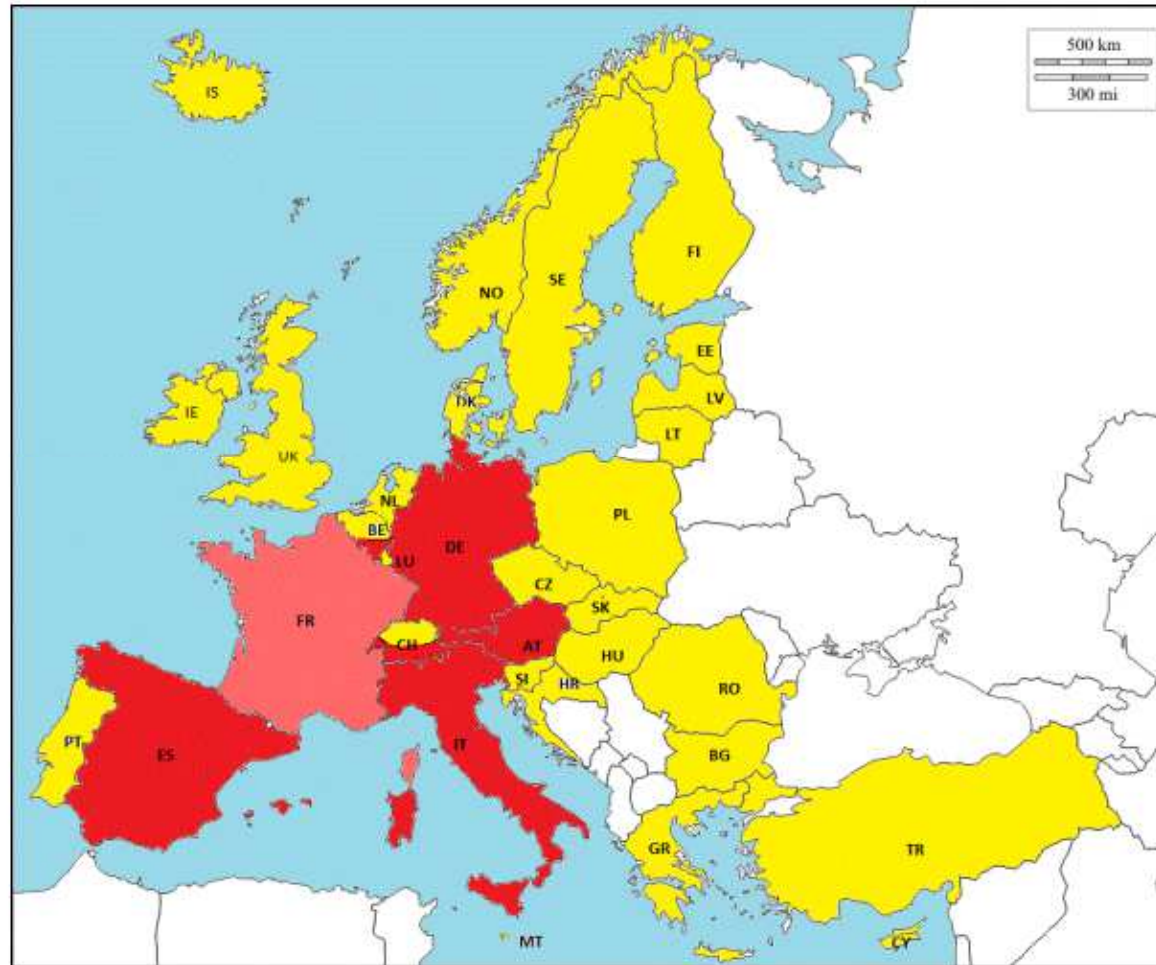 500 km
300 mi
IS
FI
SE
NO
EE
LV
DK
IE
LT
UK
NL
PL
BE
DE
LU
CZ
SK
FR
CH
AT
HU
SI
HR
RO
PT
ES
IT
BG
GR
TR
MT
CY